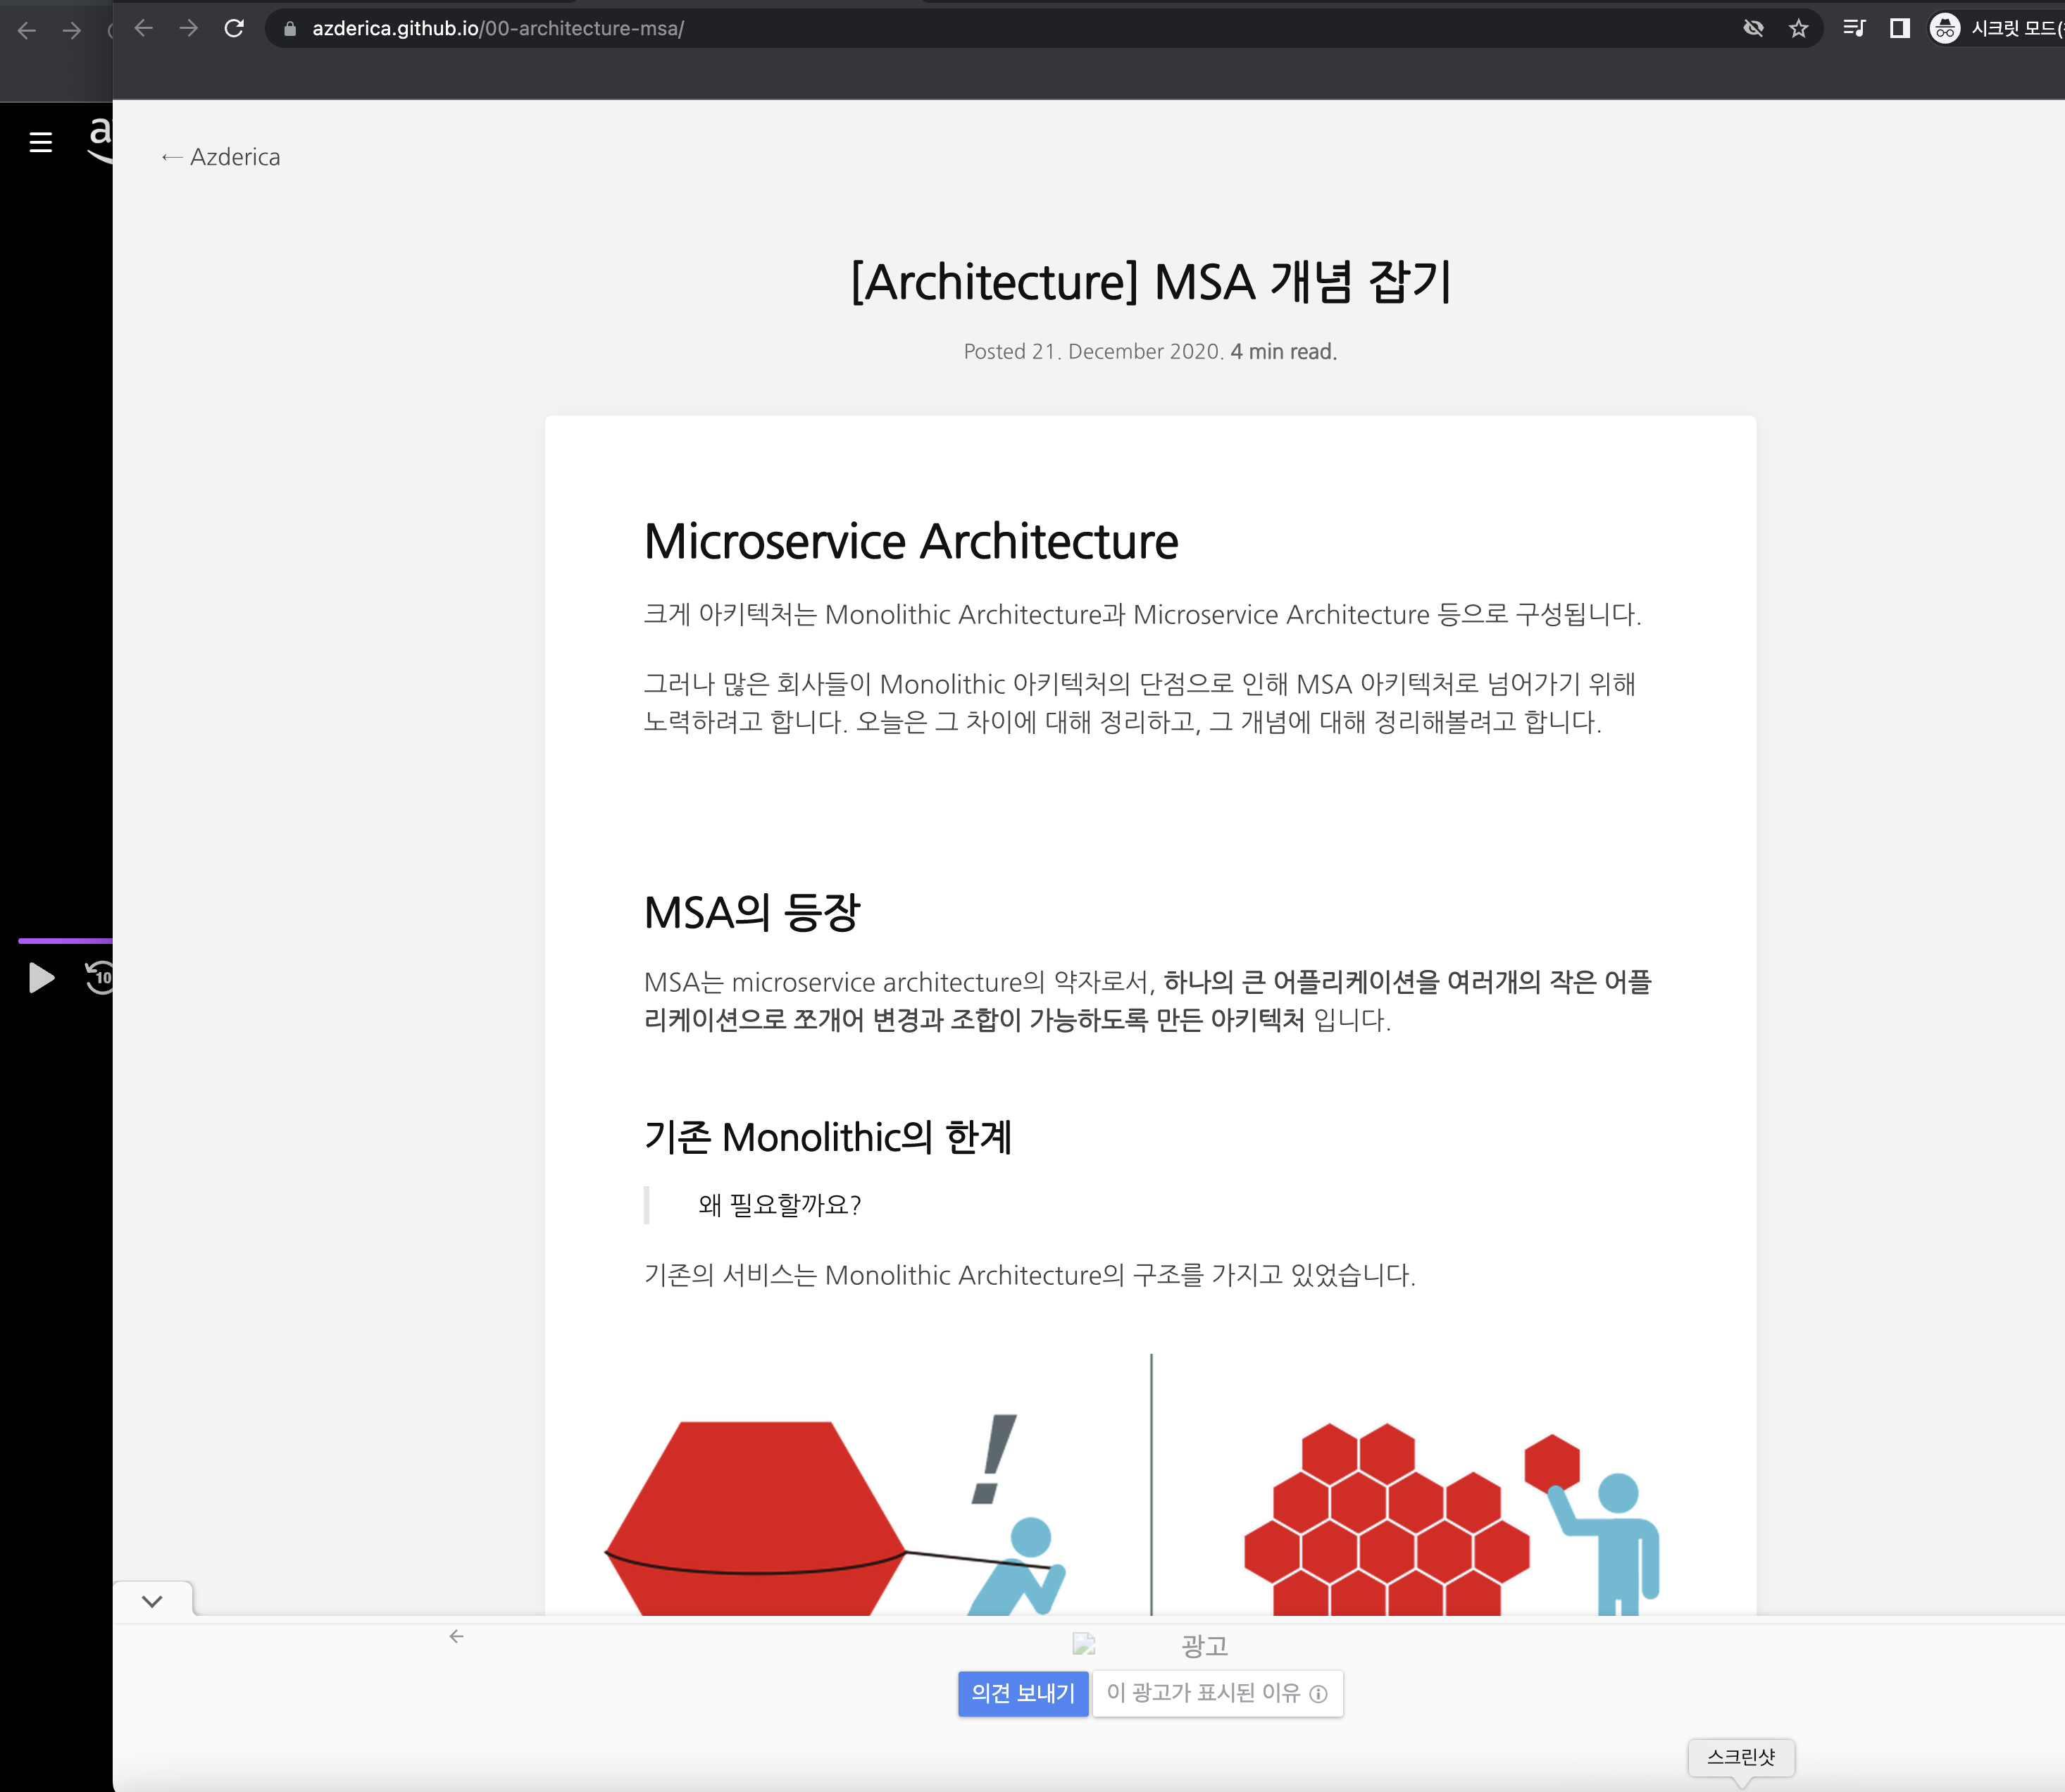 azderica.github.io/00-architecture-msa/
시크릿 모드(
a
← Azderica
[Architecture] MSA 개념 잡기
Posted 21. December 2020. 4 min read.
Microservice Architecture
크게 아키텍처는 Monolithic Architecture과 Microservice Architecture 등으로 구성됩니다.
그러나 많은 회사들이 Monolithic 아키텍처의 단점으로 인해 MSA 아키텍처로 넘어가기 위해
노력하려고 합니다. 오늘은 그 차이에 대해 정리하고, 그 개념에 대해 정리해볼려고 합니다.
MSA의 등장
MSA는 microservice architecture의 약자로서, 하나의 큰 어플리케이션을 여러개의 작은 어플
리케이션으로 쪼개어 변경과 조합이 가능하도록 만든 아키텍처 입니다.
기존 Monolithic의 한계
왜 필요할까요?
기존의 서비스는 Monolithic Architecture의 구조를 가지고 있었습니다.
10
!
광고
의견 보내기 이 광고가 표시된 이유
스크린샷